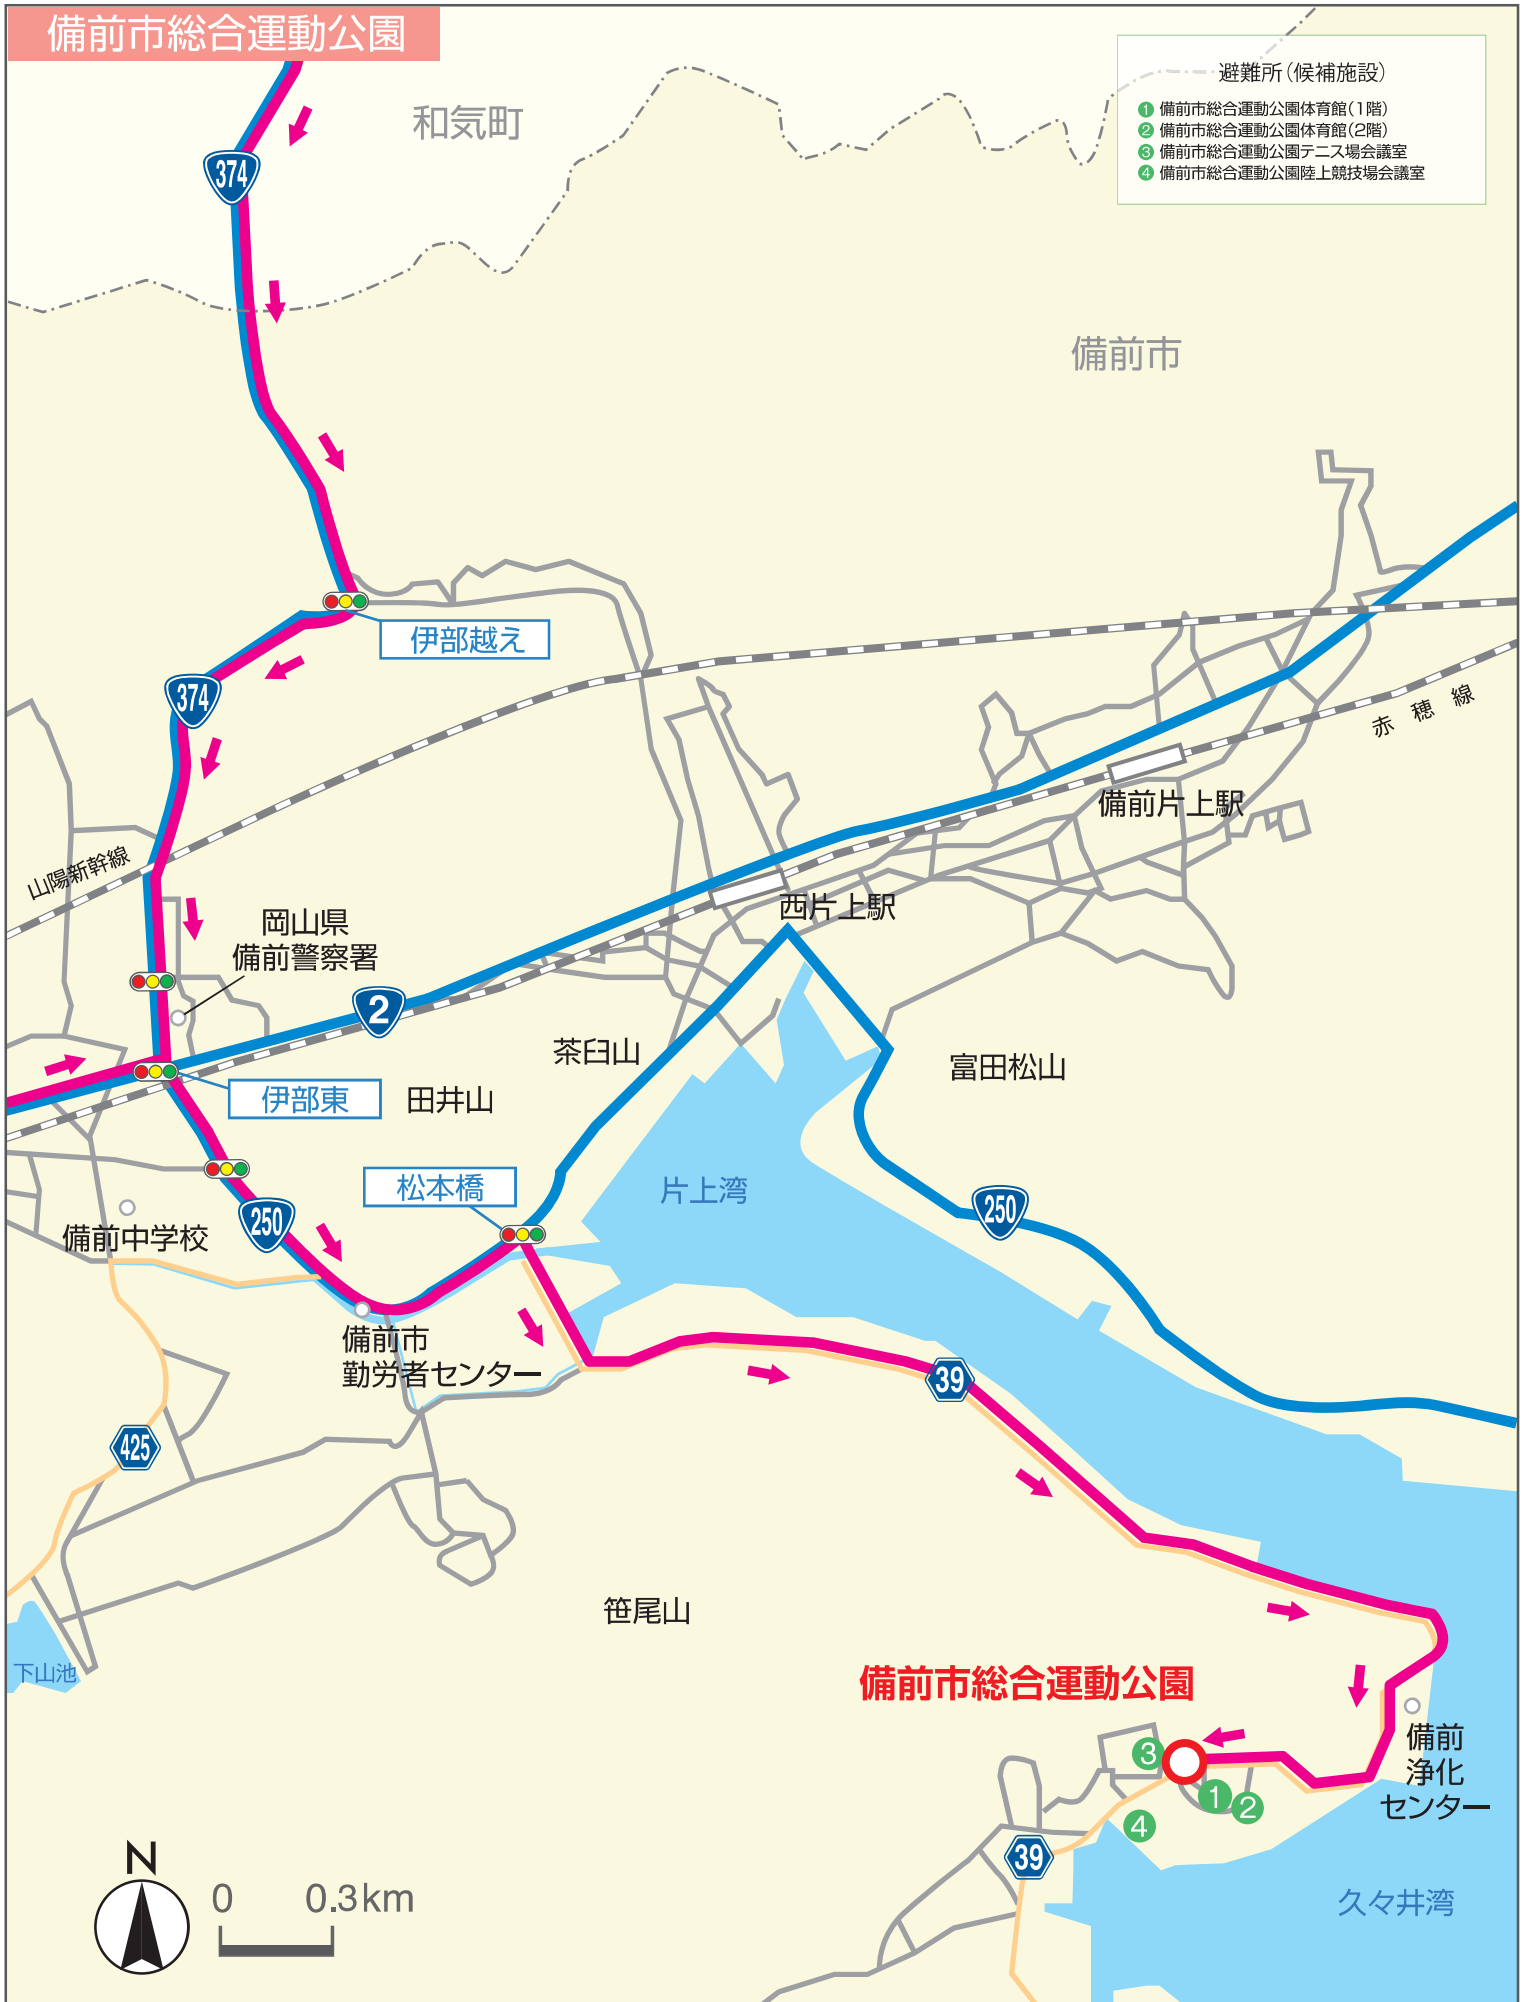 備前市総合運動公園
避難所(候補施設)
1 備前市総合運動公園体育館(1階)
2 備前市総合運動公園体育館(2階)
3 備前市総合運動公園テニス場会議室
4 備前市総合運動公園陸上競技場会議室
和気町
374
備前市
伊部越え
374
赤穂線
備前片上駅
山陽新幹線
西片上駅
岡山県
備前警察署
2
茶臼山
富田松山
伊部東
田井山
松本橋
片上湾
250
250
備前中学校
備前市
勤労者センター
39
425
笹尾山
下山池
備前市総合運動公園
備前
浄化
センター
3
1
2
4
39
久々井湾
N
0 0.3km